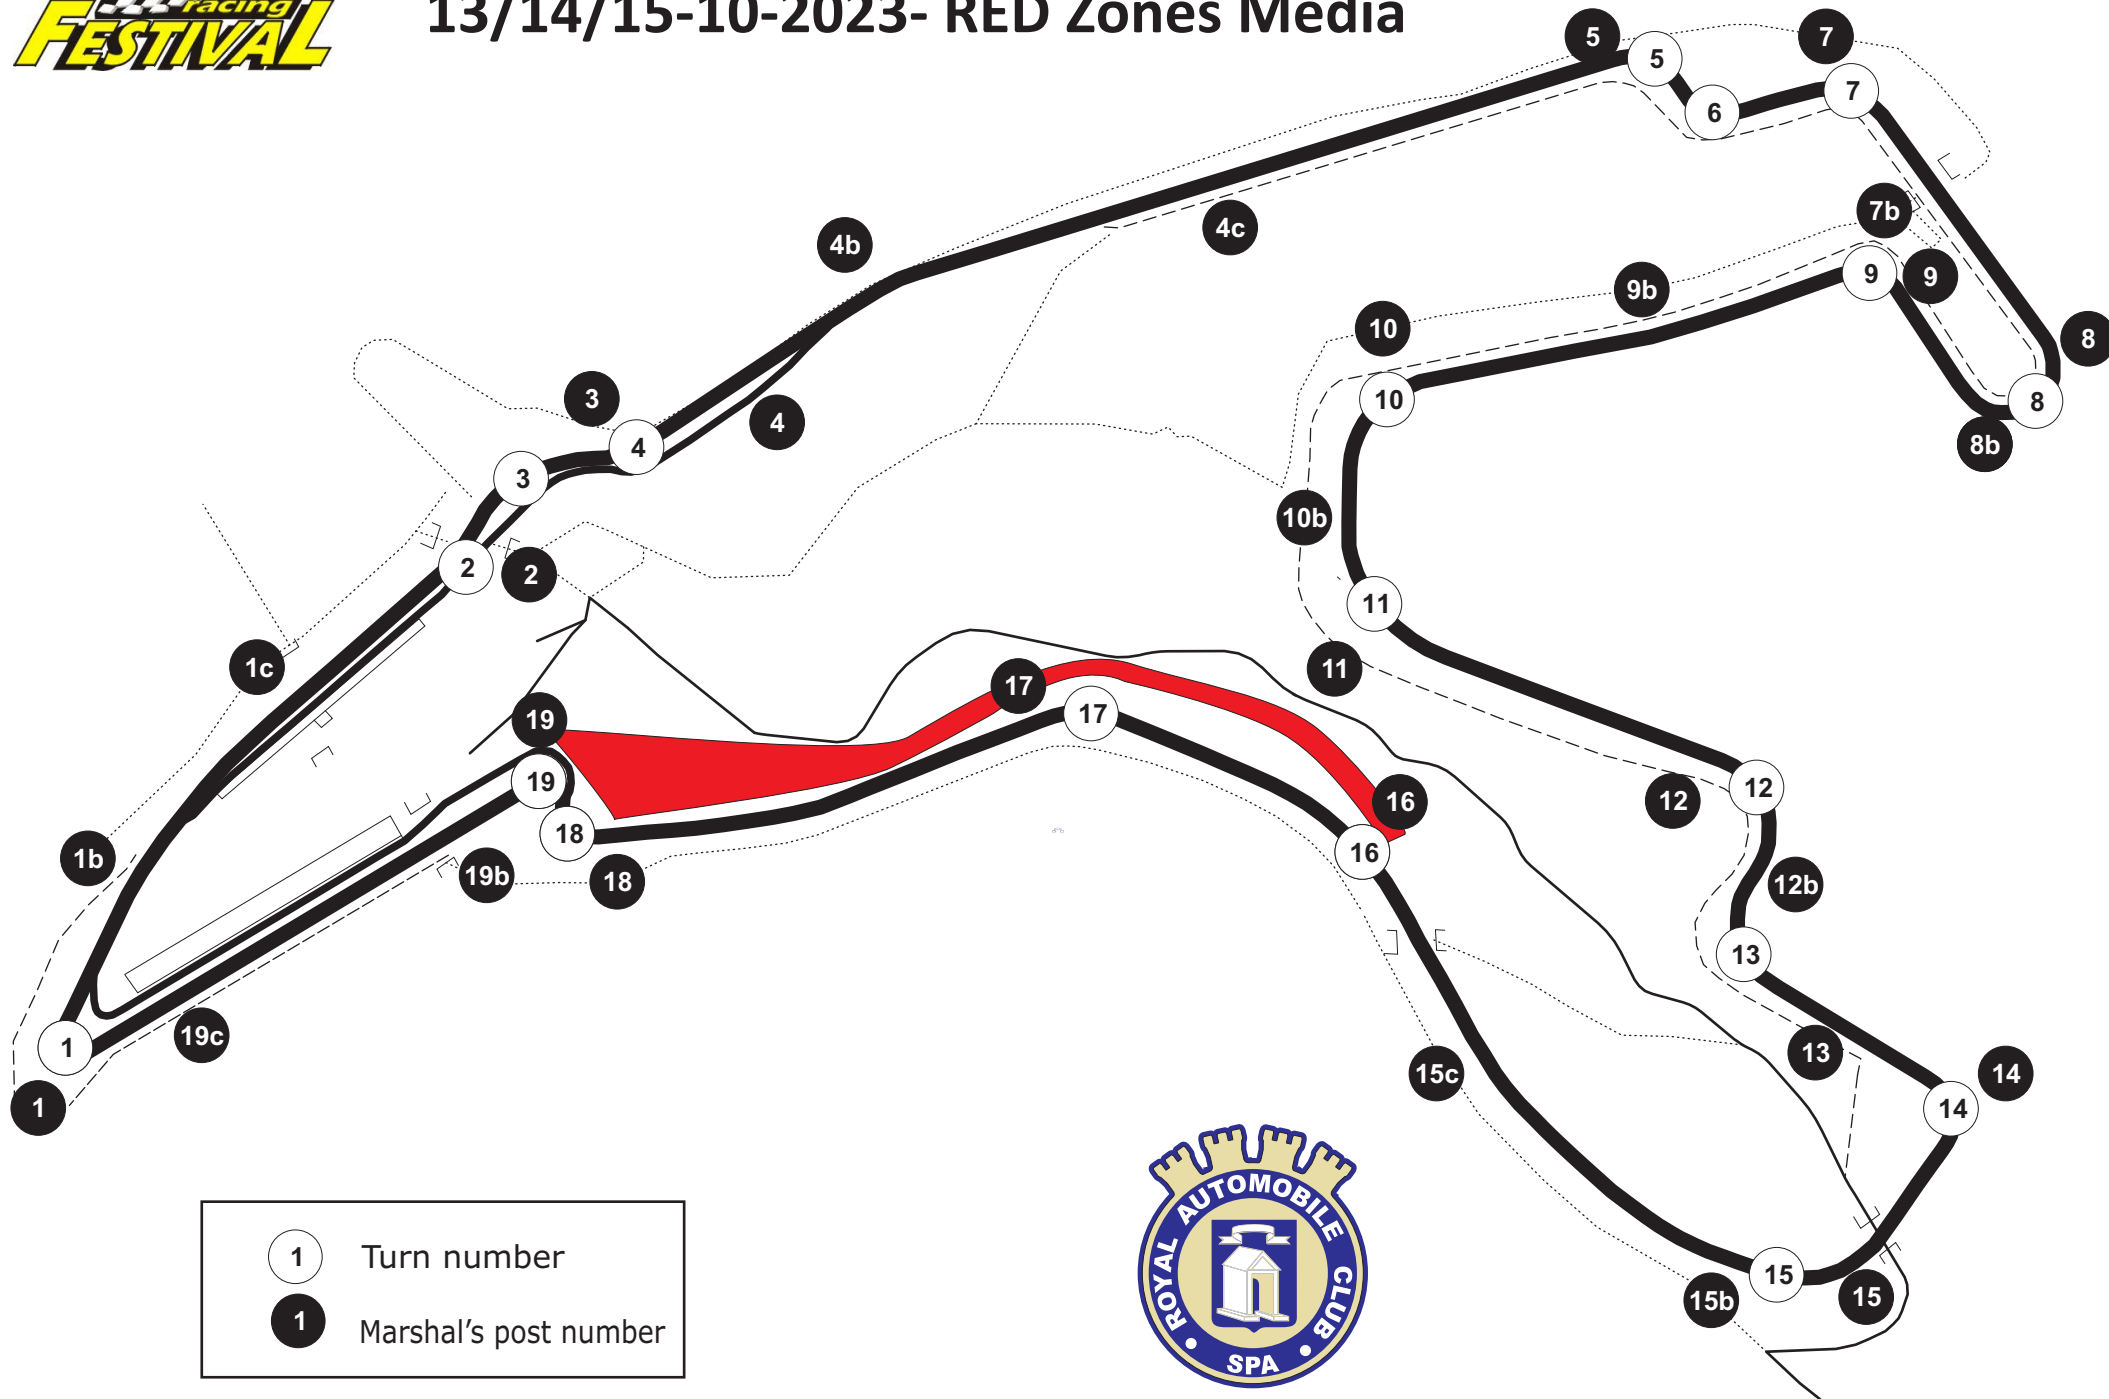 racing
FESTIVAL
13/14/15-10-2023- RED Zones Media
5
7
5
7
6
7b
4b
4c
9
9
9b
10
8
3
10
8
4
4
8b
3
10b
2
2
11
1c
11
17
19
17
19
12
12
16
18
16
1b
19b
18
12b
13
19c
1
13
15c
14
1
14
15
15b
15
1 Turn number
1 Marshal's post number
ROYAL AUTOMOBILE CLUB
SPA